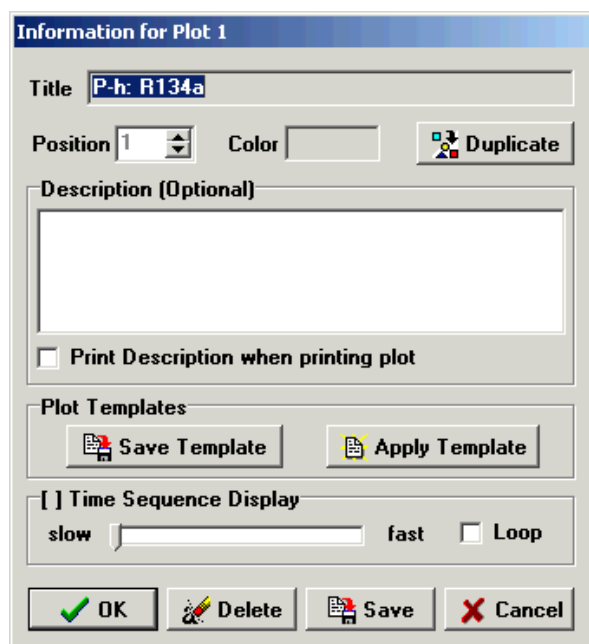 Information for Plot 1
Title P-h: R134a
Position 1 Color Duplicate
Description (Optional)
Print Description when printing plot
Plot Templates
Save Template Apply Template
[ ] Time Sequence Display
slow fast Loop
OK Delete Save Cancel